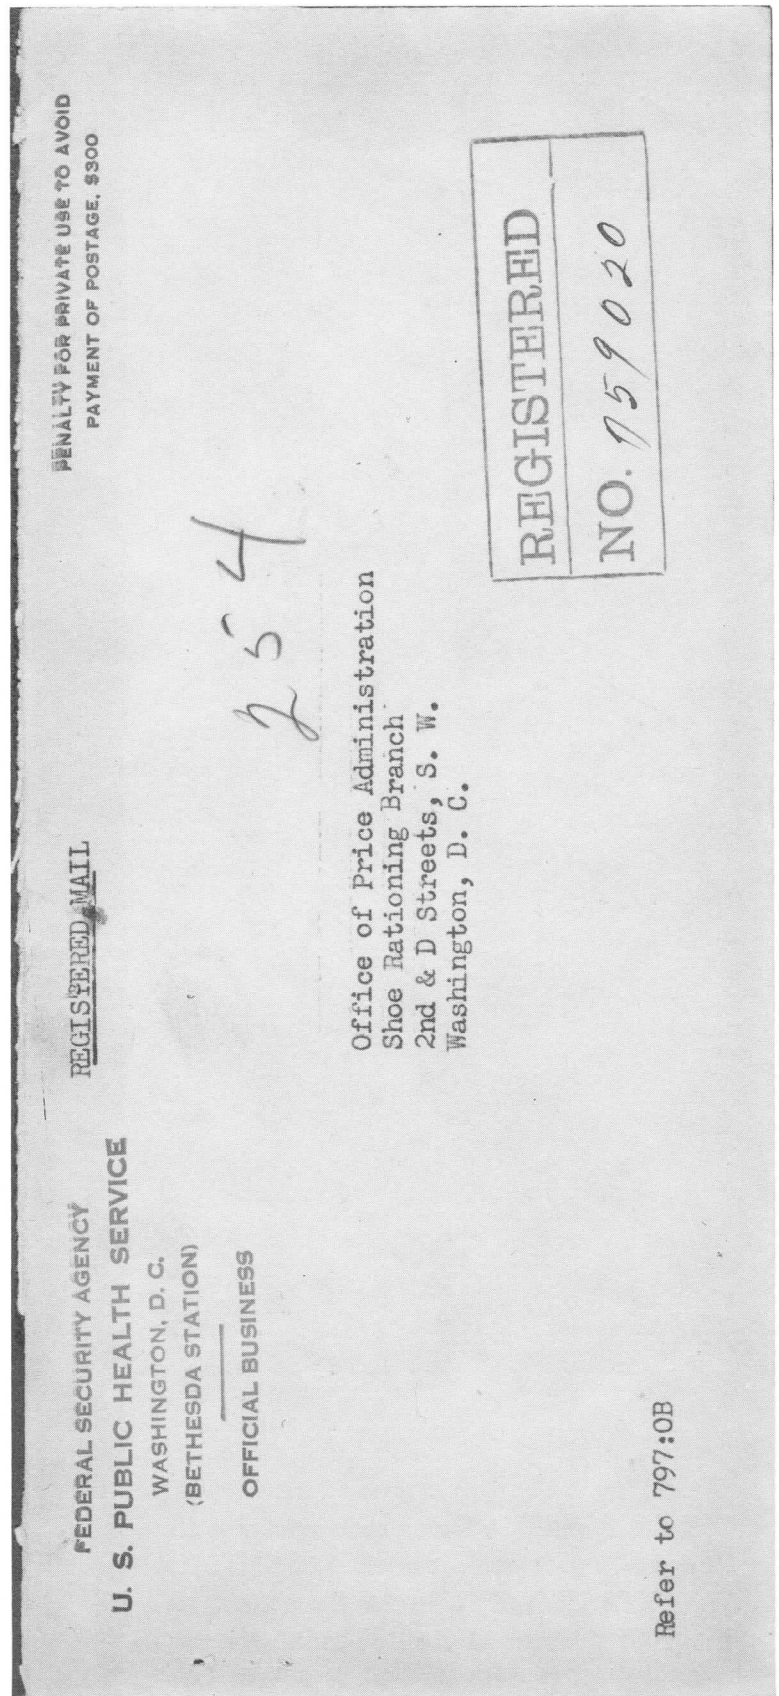 FEDERAL SECURITY AGENCY
U. S. PUBLIC HEALTH SERVICE
WASHINGTON, D. C.
(BETHESDA STATION)
OFFICIAL BUSINESS
REGISTERED MAIL
PENALTY FOR PRIVATE USE TO AVOID
PAYMENT OF POSTAGE, $300
254
Office of Price Administration
Shoe Rationing Branch
2nd & D Streets, S. W.
Washington, D. C.
REGISTERED
NO. 759020
Refer to 797:OB